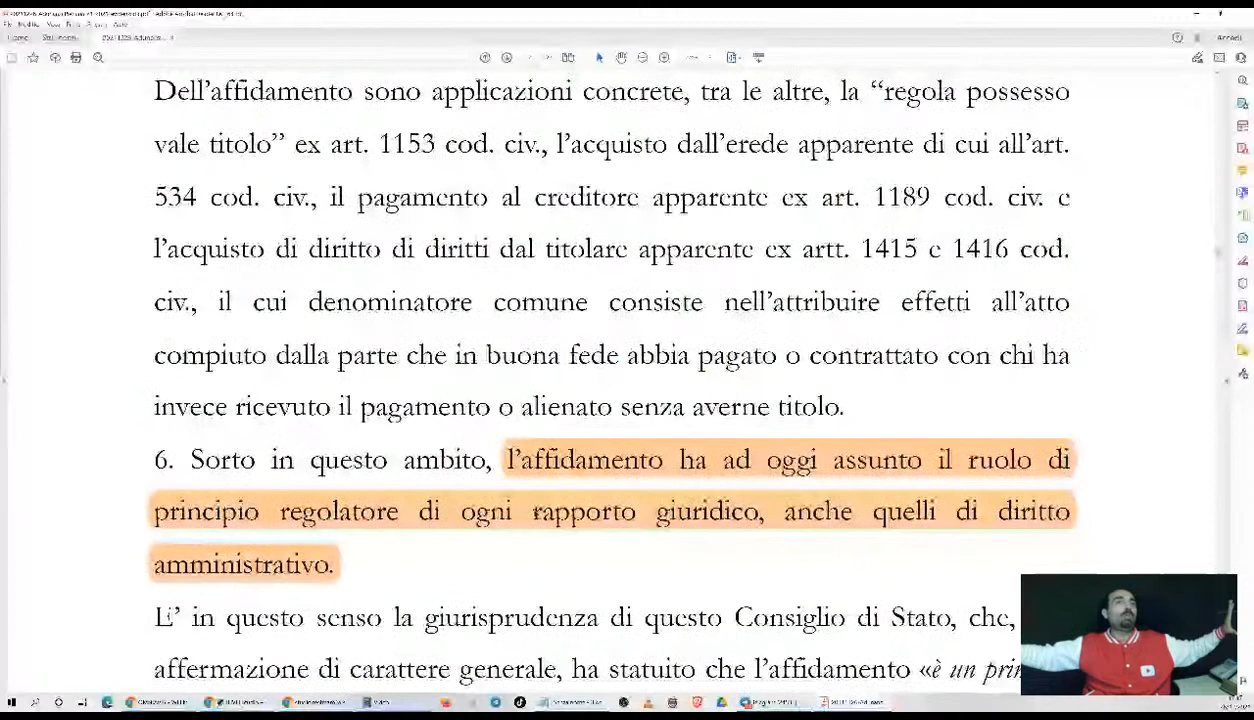 Dell’affidamento sono applicazioni concrete, tra le altre, la “regola possesso
vale titolo” ex art. 1153 cod. civ., l’acquisto dall’erede apparente di cui all’art.
534 cod. civ., il pagamento al creditore apparente ex art. 1189 cod. civ. e
l’acquisto di diritto di diritti dal titolare apparente ex artt. 1415 e 1416 cod.
civ., il cui denominatore comune consiste nell’attribuire effetti all’atto
compiuto dalla parte che in buona fede abbia pagato o contrattato con chi ha
invece ricevuto il pagamento o alienato senza averne titolo.
6. Sorto in questo ambito, l’affidamento ha ad oggi assunto il ruolo di
principio regolatore di ogni rapporto giuridico, anche quelli di diritto
amministrativo.
E’ in questo senso la giurisprudenza di questo Consiglio di Stato, che,
affermazione di carattere generale, ha statuito che l’affidamento «è un prin